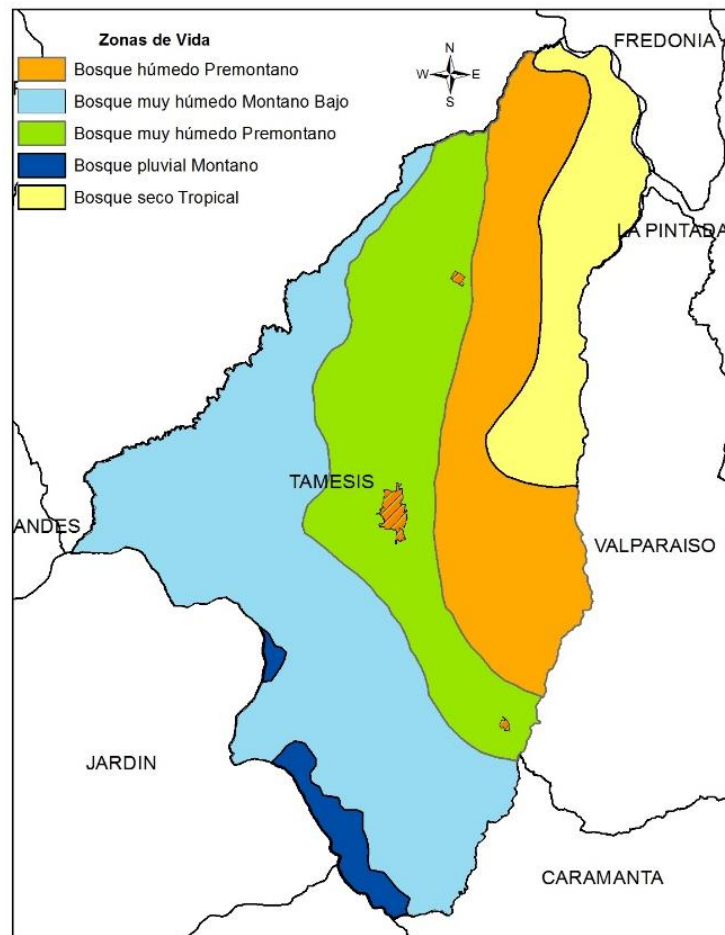 Zonas de Vida
Bosque húmedo Premontano
Bosque muy húmedo Montano Bajo
Bosque muy húmedo Premontano
Bosque pluvial Montano
Bosque seco Tropical
N
W E
S
FREDONIA
LA PINTADA
TAMESIS
ANDES
VALPARAISO
JARDIN
CARAMANTA